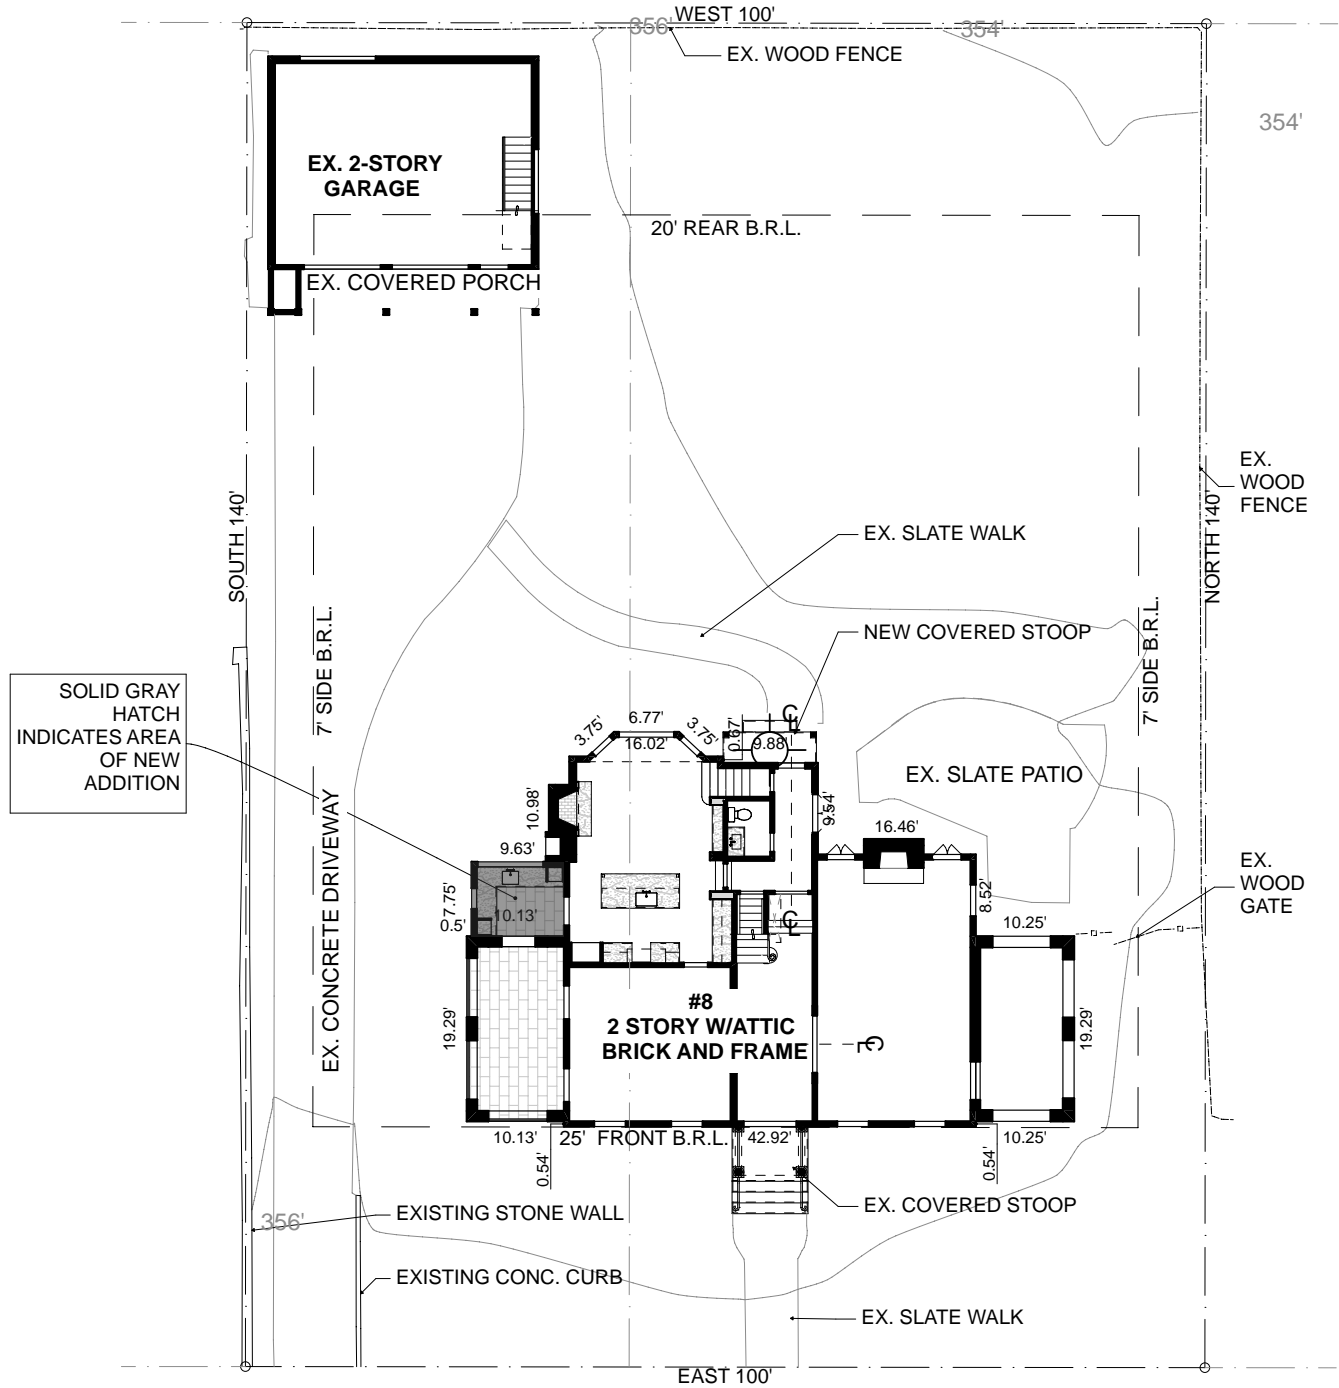 WEST 100'
356'
354'
EX. WOOD FENCE
354'
EX. 2-STORY
GARAGE
20' REAR B.R.L.
EX. COVERED PORCH
EX.
WOOD
FENCE
SOUTH 140'
NORTH 140'
EX. SLATE WALK
NEW COVERED STOOP
7' SIDE B.R.L.
7' SIDE B.R.L.
SOLID GRAY
HATCH
INDICATES AREA
OF NEW
ADDITION
3.75'
6.77'
3.75'
16.02'
0.67'
9.88'
CL
EX. SLATE PATIO
10.98'
9.54'
16.46'
9.63'
EX. CONCRETE DRIVEWAY
7.75'
0.5'
10.13'
8.52'
CL
10.25'
EX.
WOOD
GATE
#8
2 STORY W/ATTIC
BRICK AND FRAME
CL
19.29'
19.29'
10.13'
25' FRONT B.R.L.
42.92'
10.25'
0.54'
0.54'
EX. COVERED STOOP
EXISTING STONE WALL
356'
EXISTING CONC. CURB
EX. SLATE WALK
EAST 100'